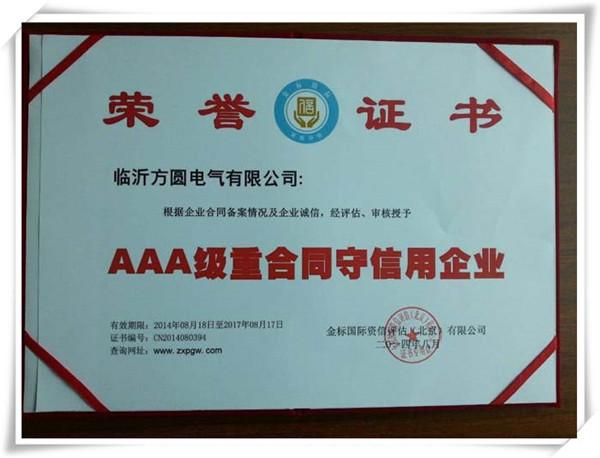 荣誉证书
临沂方圆电气有限公司:
根据企业合同备案情况及企业诚信，经评估、审核授予
AAA级重合同守信用企业
有效期限：2014年08月18日至2017年08月17日
证书编号：CN2014080394
查询网址：www.zxpgw.com
金标国际资信评估（北京）有限公司
二〇一四年八月